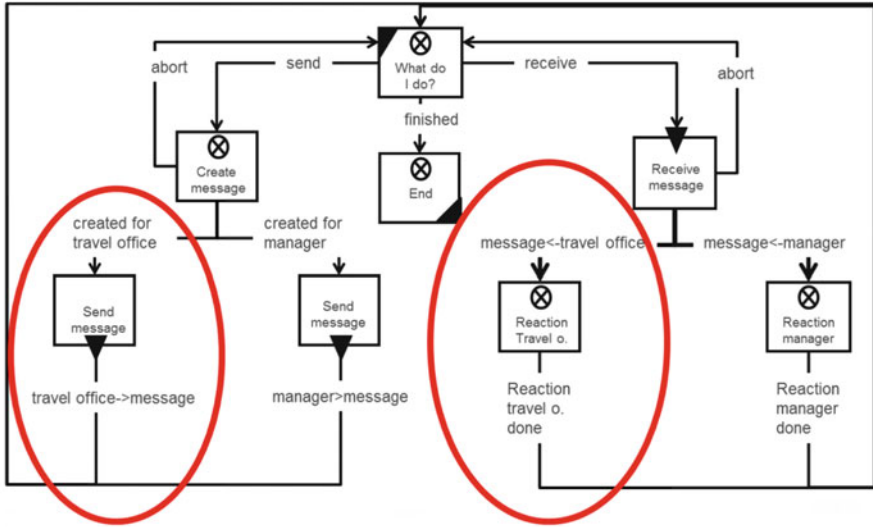 What do
I do?
abort
send
receive
abort
finished
Create
message
End
Receive
message
created for
travel office
created for
manager
message<-travel office
message<-manager
Send
message
Send
message
Reaction
Travel o.
Reaction
manager
travel office->message
manager>message
Reaction
travel o.
done
Reaction
manager
done